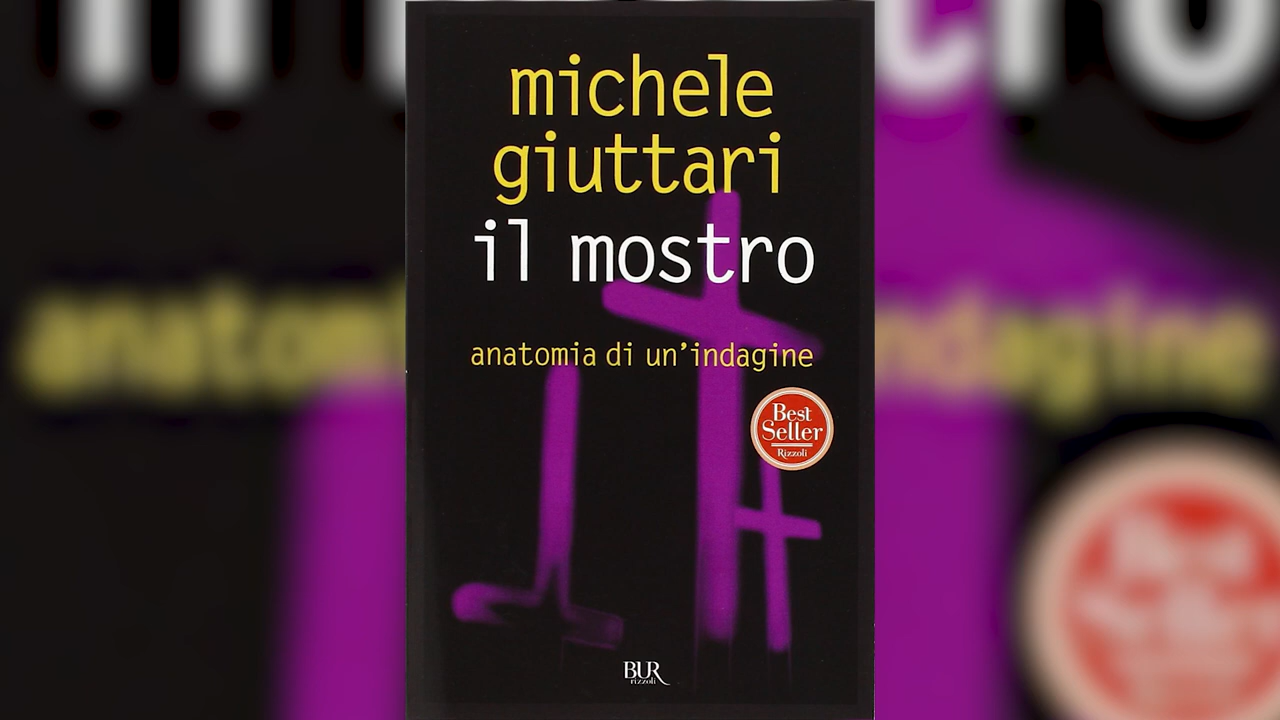 michele
giuttari
il mostro
anatomia di un'indagine
Best
Seller
Rizzoli
BUR
rizzoli